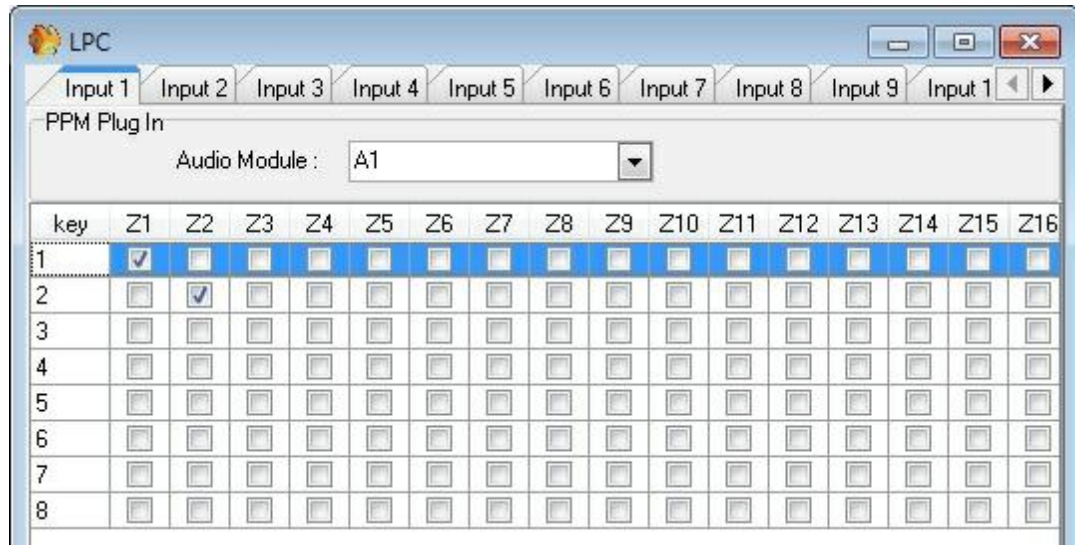 LPC
Input 1 Input 2 Input 3 Input 4 Input 5 Input 6 Input 7 Input 8 Input 9 Input 1
PPM Plug In
Audio Module : A1
key Z1 Z2 Z3 Z4 Z5 Z6 Z7 Z8 Z9 Z10 Z11 Z12 Z13 Z14 Z15 Z16
1
2
3
4
5
6
7
8